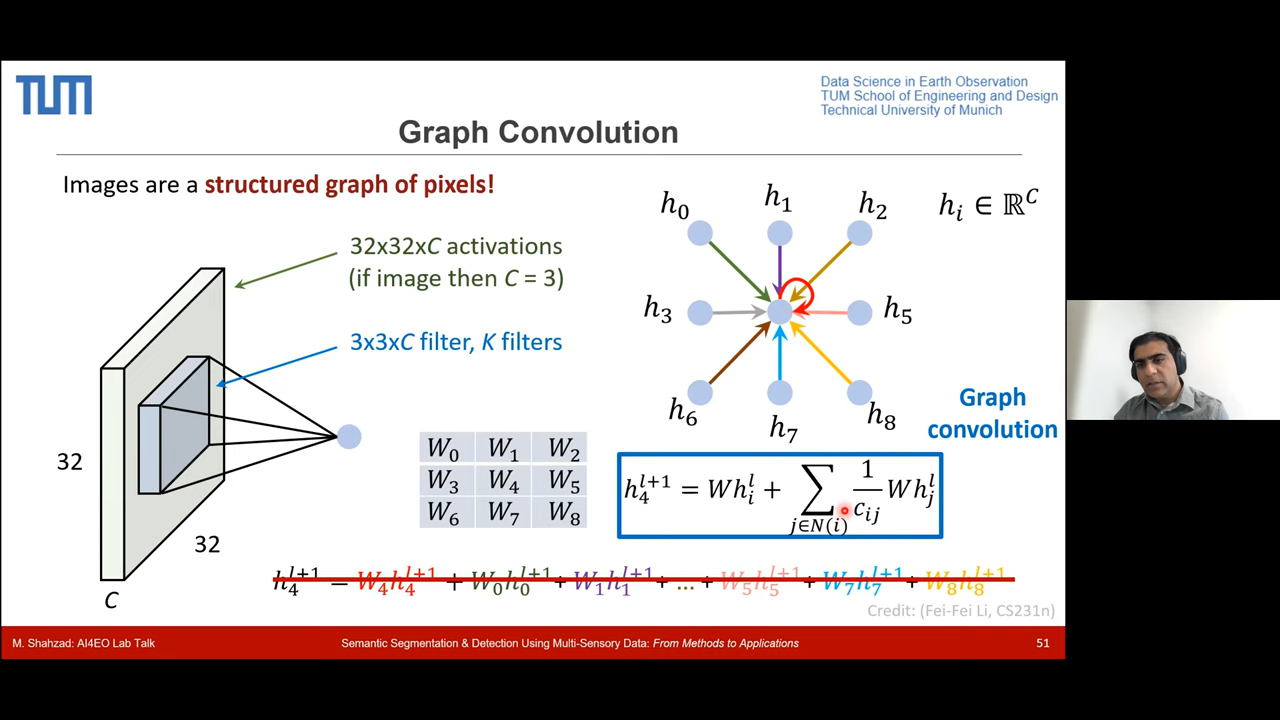 TUM
Data Science in Earth Observation
TUM School of Engineering and Design
Technical University of Munich
Graph Convolution
Images are a structured graph of pixels!
32x32xC activations
(if image then C = 3)
3x3xC filter, K filters
32
32
C
W₀ W₁ W₂
W₃ W₄ W₅
W₆ W₇ W₈
h₀ h₁ h₂
h₃ h₅
h₆ h₇ h₈
hᵢ ∈ ℝ^C
Graph
convolution
h₄^{l+1} = Whᵢ^l + ∑_{j∈N(i)} 1/c_{ij} Wh_j^l
h₄^{l+1} = W₄h₄^{l+1} + W₀h₀^{l+1} + W₁h₁^{l+1} + ... + W₅h₅^{l+1} + W₇h₇^{l+1} + W₈h₈^{l+1}
Credit: (Fei-Fei Li, CS231n)
M. Shahzad: AI4EO Lab Talk
Semantic Segmentation & Detection Using Multi-Sensory Data: From Methods to Applications
51